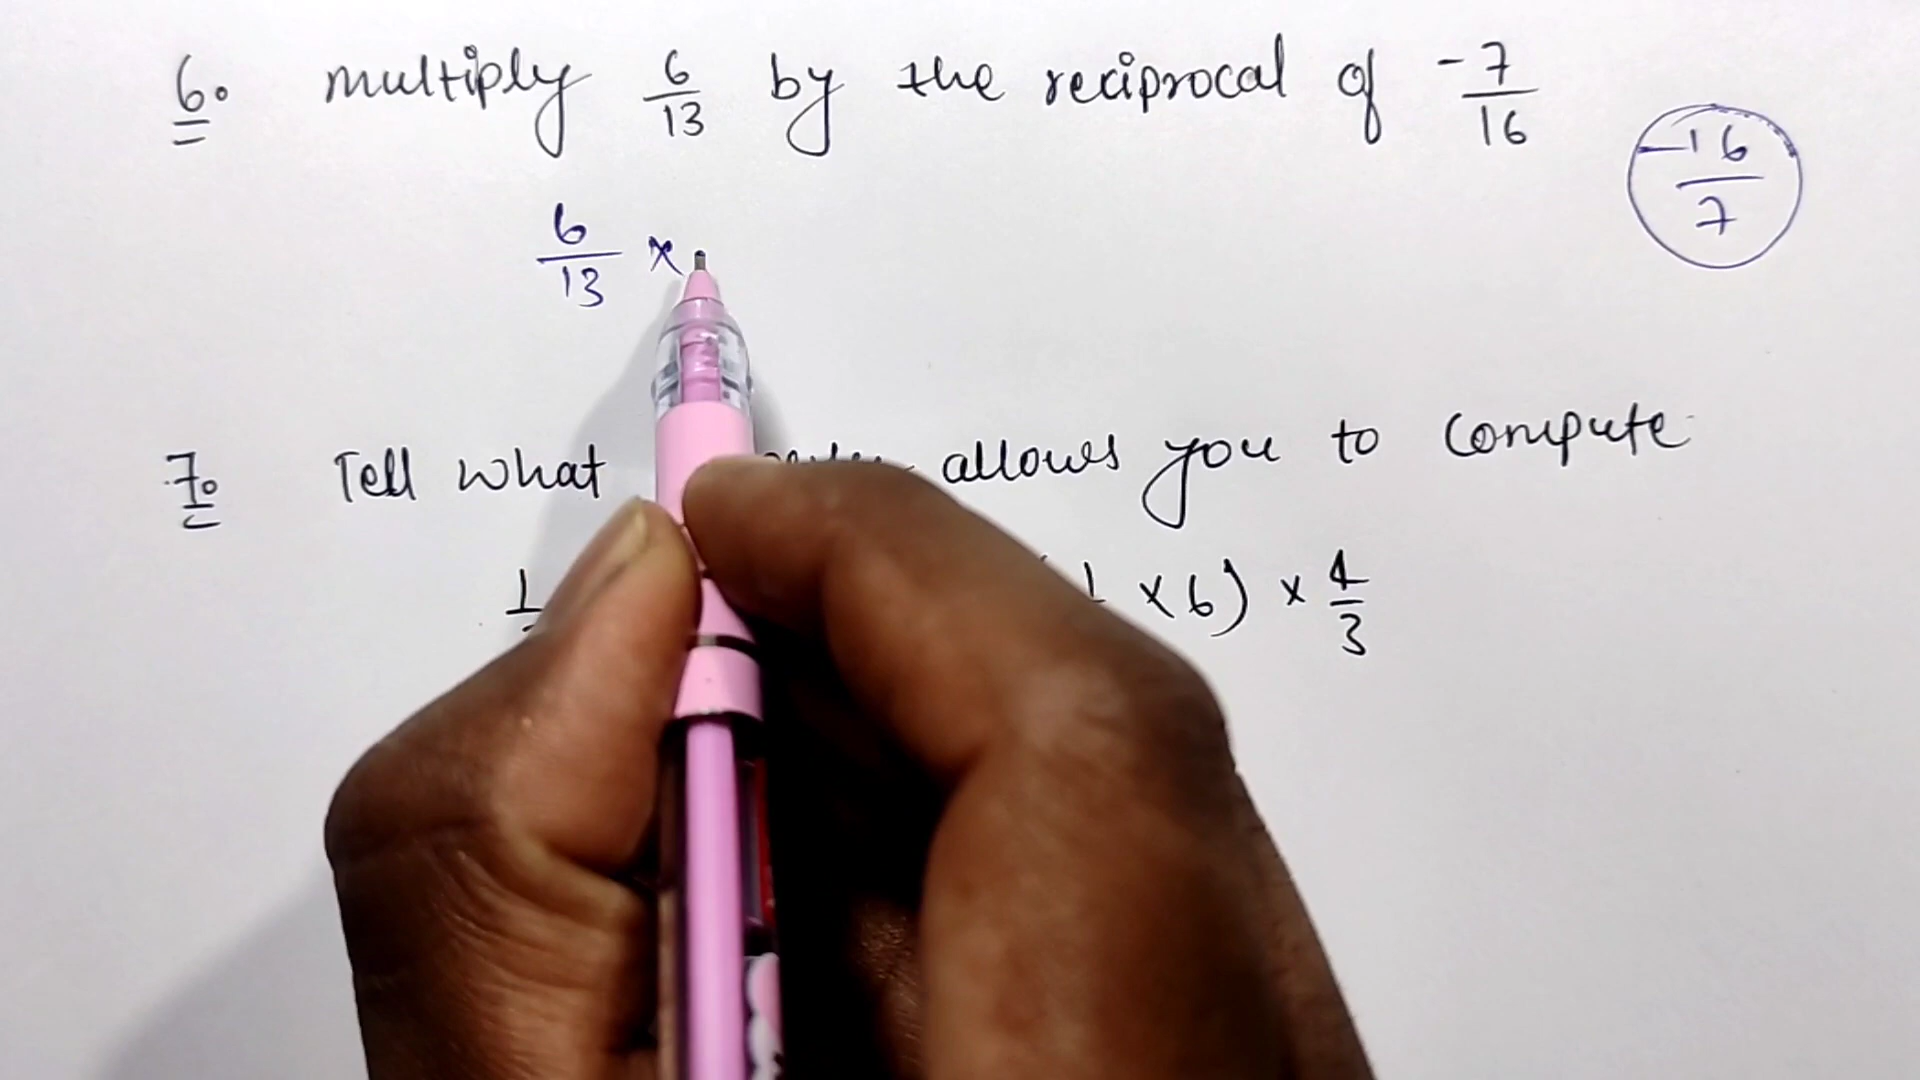 6. multiply 6/13 by the reciprocal of -7/16
-16/7
6/13 ×
7. Tell what allows you to compute
1 × 6) × 4/3